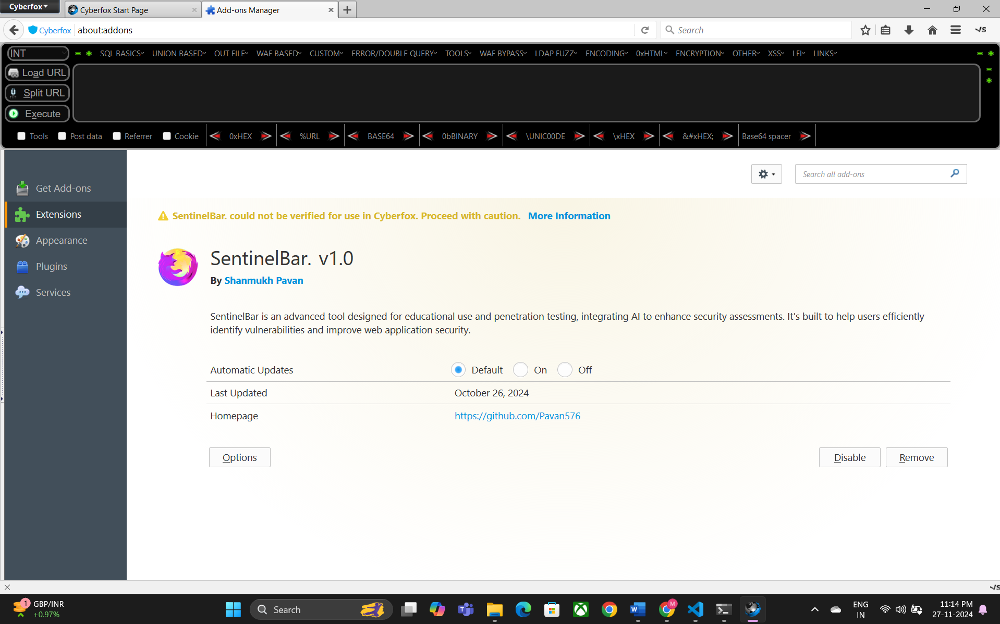 Cyberfox
Cyberfox Start Page
Add-ons Manager
Cyberfox
about:addons
Search
INT
SQL BASICS
UNION BASED
OUT FILE
WAF BASED
CUSTOM
ERROR/DOUBLE QUERY
TOOLS
WAF BYPASS
LDAP FUZZ
ENCODING
0xHTML
ENCRYPTION
OTHER
XSS
LFI
LINKS
Load URL
Split URL
Execute
Tools
Post data
Referrer
Cookie
0xHEX
%URL
BASE64
0bBINARY
\UNIC00DE
\xHEX
&#xHEX;
Base64 spacer
Get Add-ons
Extensions
Appearance
Plugins
Services
Search all add-ons
SentinelBar. could not be verified for use in Cyberfox. Proceed with caution. More Information
SentinelBar. v1.0
By Shanmukh Pavan
SentinelBar is an advanced tool designed for educational use and penetration testing, integrating AI to enhance security assessments. It's built to help users efficiently
identify vulnerabilities and improve web application security.
Automatic Updates
Default
On
Off
Last Updated
October 26, 2024
Homepage
https://github.com/Pavan576
Options
Disable
Remove
1
GBP/INR
+0.97%
Search
M
ENG
IN
11:14 PM
27-11-2024